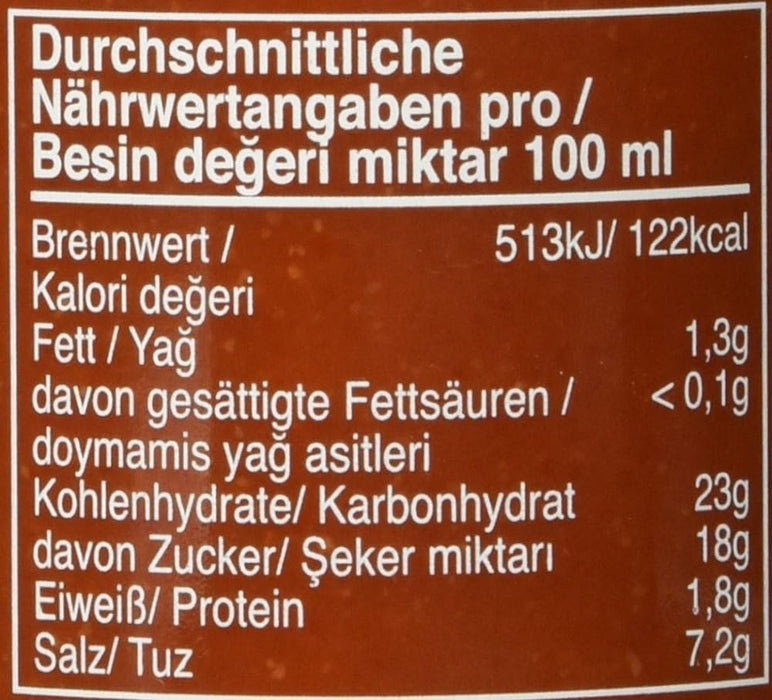 Durchschnittliche
Nährwertangaben pro /
Besin değeri miktar 100 ml
Brennwert / 513kJ/ 122kcal
Kalori değeri
Fett / Yağ 1,3g
davon gesättigte Fettsäuren / < 0,1g
doymamis yağ asitleri
Kohlenhydrate/ Karbonhydrat 23g
davon Zucker/ Şeker miktarı 18g
Eiweiß/ Protein 1,8g
Salz/ Tuz 7,2g